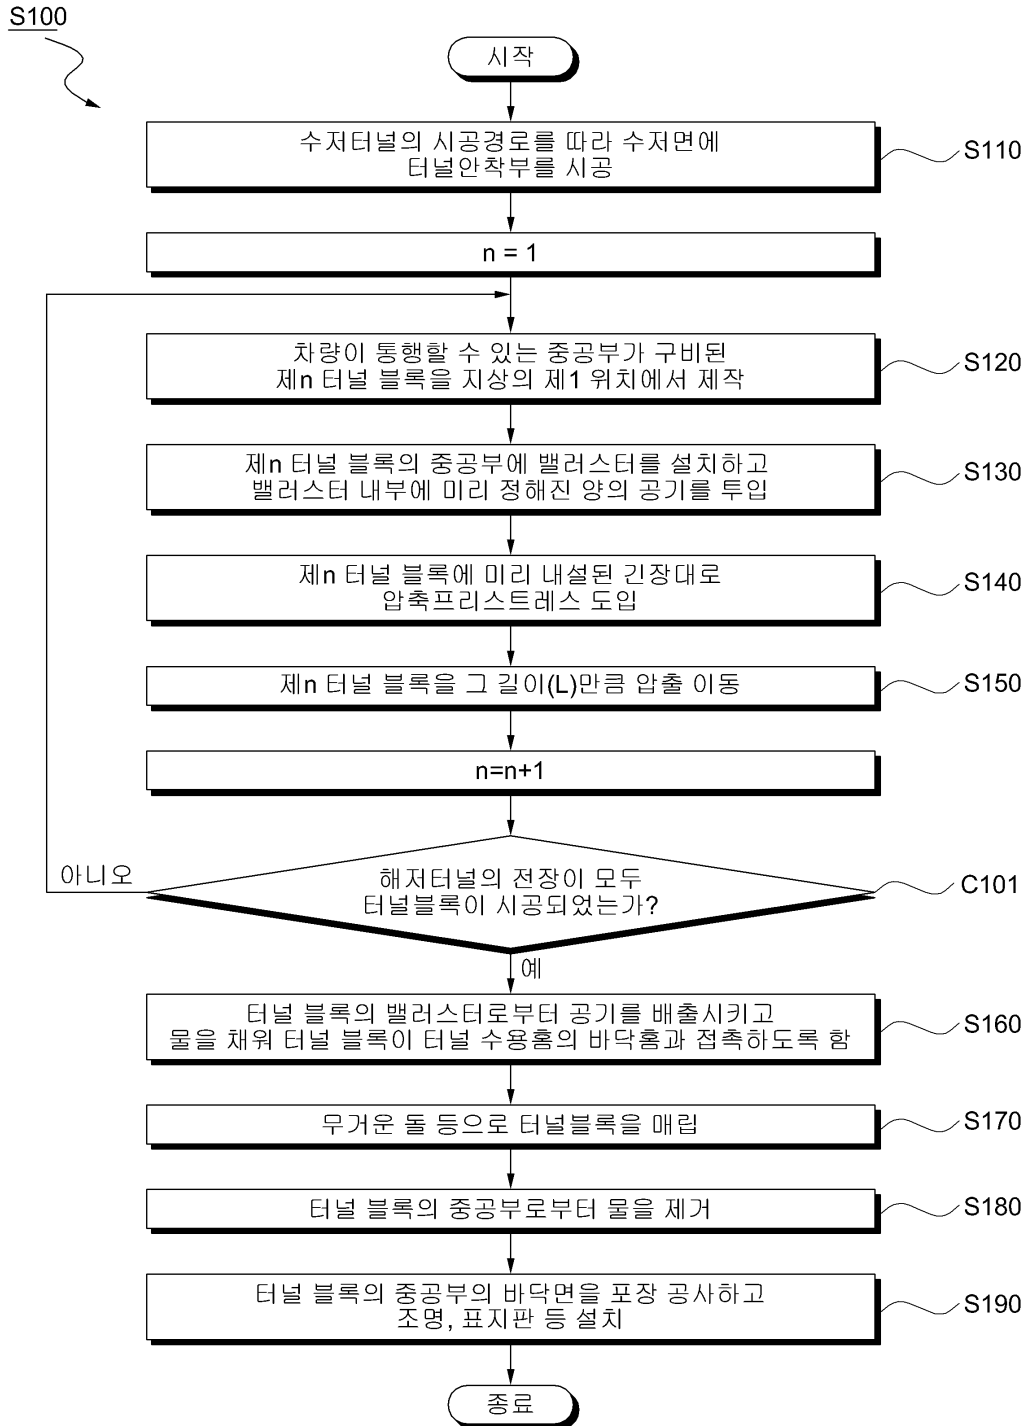 S100
시작
수저터널의 시공경로를 따라 수저면에
터널안착부를 시공
S110
n = 1
차량이 통행할 수 있는 중공부가 구비된
제n 터널 블록을 지상의 제1 위치에서 제작
S120
제n 터널 블록의 중공부에 밸러스터를 설치하고
밸러스터 내부에 미리 정해진 양의 공기를 투입
S130
제n 터널 블록에 미리 내설된 긴장대로
압축프리스트레스 도입
S140
제n 터널 블록을 그 길이(L)만큼 압출 이동
S150
n=n+1
아니오
해저터널의 전장이 모두
터널블록이 시공되었는가?
C101
예
터널 블록의 밸러스터로부터 공기를 배출시키고
물을 채워 터널 블록이 터널 수용홈의 바닥홈과 접촉하도록 함
S160
무거운 돌 등으로 터널블록을 매립
S170
터널 블록의 중공부로부터 물을 제거
S180
터널 블록의 중공부의 바닥면을 포장 공사하고
조명, 표지판 등 설치
S190
종료